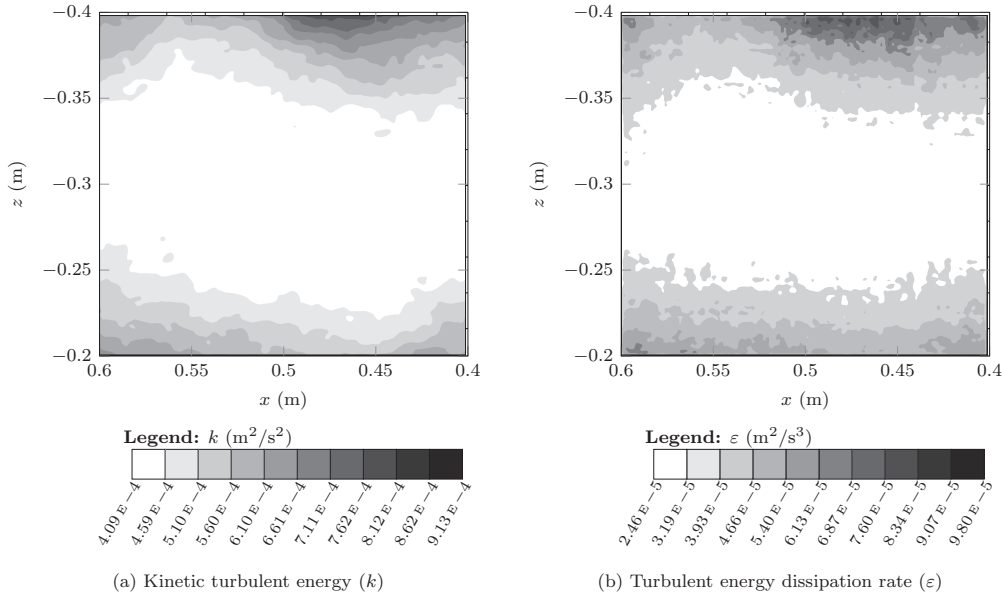 −0.4
−0.35
−0.3
−0.25
−0.2
z (m)
0.6 0.55 0.5 0.45 0.4
x (m)
Legend: k (m²/s²)
4.09 E−4 4.59 E−4 5.10 E−4 5.60 E−4 6.10 E−4 6.61 E−4 7.11 E−4 7.62 E−4 8.12 E−4 8.62 E−4 9.13 E−4
(a) Kinetic turbulent energy (k)
−0.4
−0.35
−0.3
−0.25
−0.2
z (m)
0.6 0.55 0.5 0.45 0.4
x (m)
Legend: ε (m²/s³)
2.46 E−5 3.19 E−5 3.93 E−5 4.66 E−5 5.40 E−5 6.13 E−5 6.87 E−5 7.60 E−5 8.34 E−5 9.07 E−5 9.80 E−5
(b) Turbulent energy dissipation rate (ε)